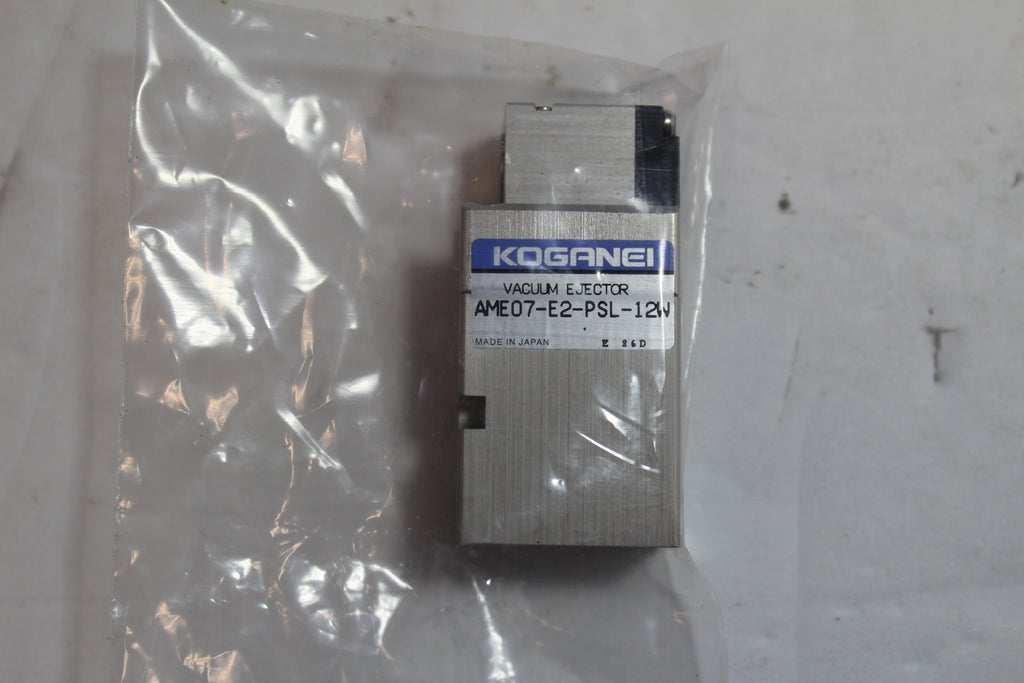 KOGANEI
VACUUM EJECTOR
AME07-E2-PSL-12W
MADE IN JAPAN E 26D